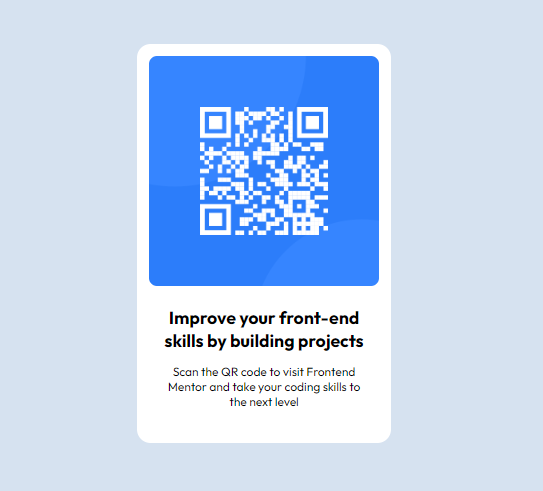 Improve your front-end
skills by building projects
Scan the QR code to visit Frontend
Mentor and take your coding skills to
the next level